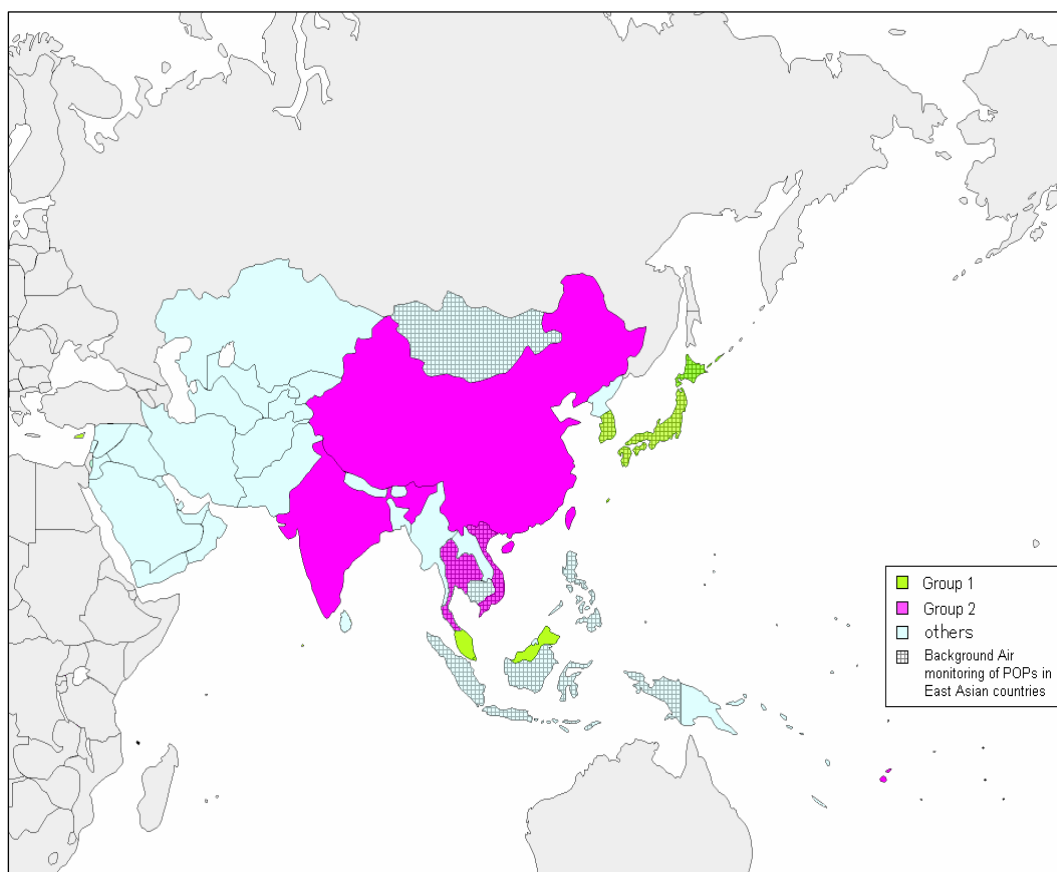 Group 1
Group 2
others
Background Air
monitoring of POPs in
East Asian countries